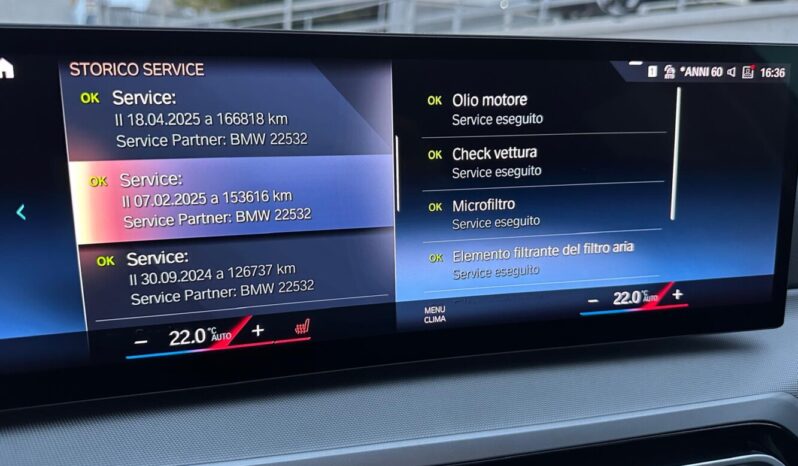 STORICO SERVICE
1 *ANNI 60 16:36
OK Service:
Il 18.04.2025 a 166818 km
Service Partner: BMW 22532
OK Service:
Il 07.02.2025 a 153616 km
Service Partner: BMW 22532
OK Service:
Il 30.09.2024 a 126737 km
Service Partner: BMW 22532
OK Olio motore
Service eseguito
OK Check vettura
Service eseguito
OK Microfiltro
Service eseguito
OK Elemento filtrante del filtro aria
Service eseguito
− 22.0 °C AUTO +
MENU
CLIMA
− 22.0 °C AUTO +